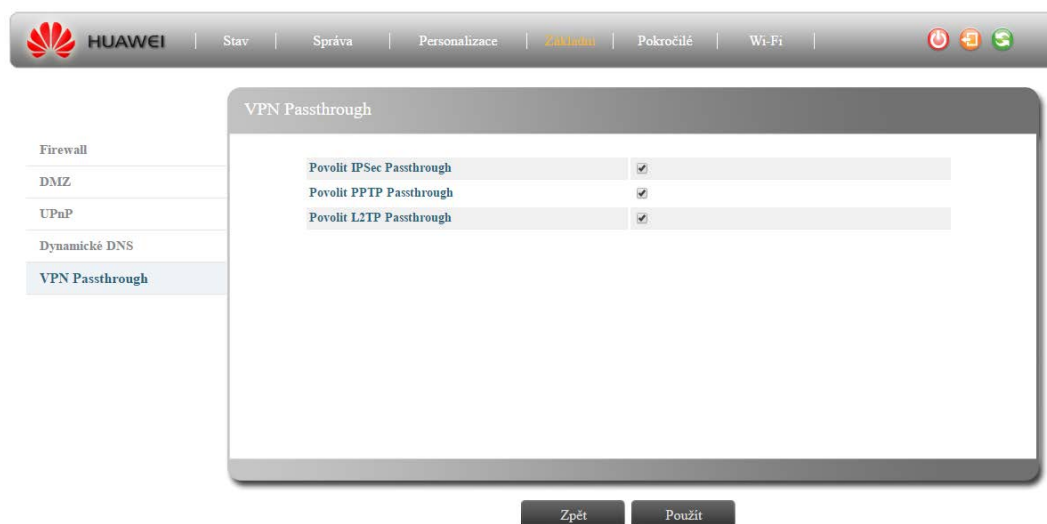 HUAWEI | Stav | Správa | Personalizace | Základní | Pokročilé | Wi-Fi |
VPN Passthrough
Firewall
DMZ
UPnP
Dynamické DNS
VPN Passthrough
Povolit IPSec Passthrough
Povolit PPTP Passthrough
Povolit L2TP Passthrough
Zpět
Použít